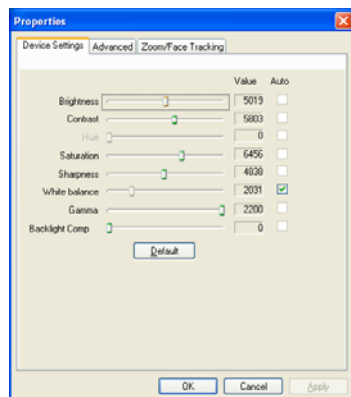 Properties
Device Settings Advanced Zoom/Face Tracking
Value Auto
Brightness 5019
Contrast 5803
Hue 0
Saturation 6456
Sharpness 4838
White balance 2031
Gamma 2200
Backlight Comp 0
Default
OK Cancel Apply